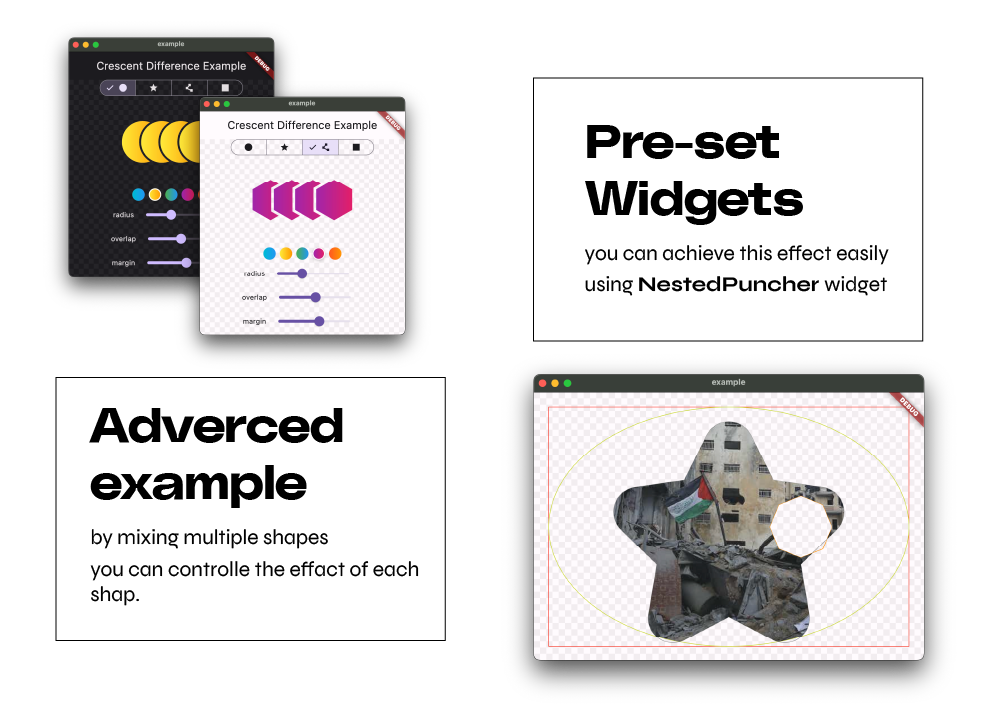 example
Crescent Difference Example
DEBUG
radius
overlap
margin
example
Crescent Difference Example
DEBUG
radius
overlap
margin
Pre-set
Widgets
you can achieve this effect easily
using NestedPuncher widget
Adverced
example
by mixing multiple shapes
you can controlle the effact of each
shap.
example
DEBUG